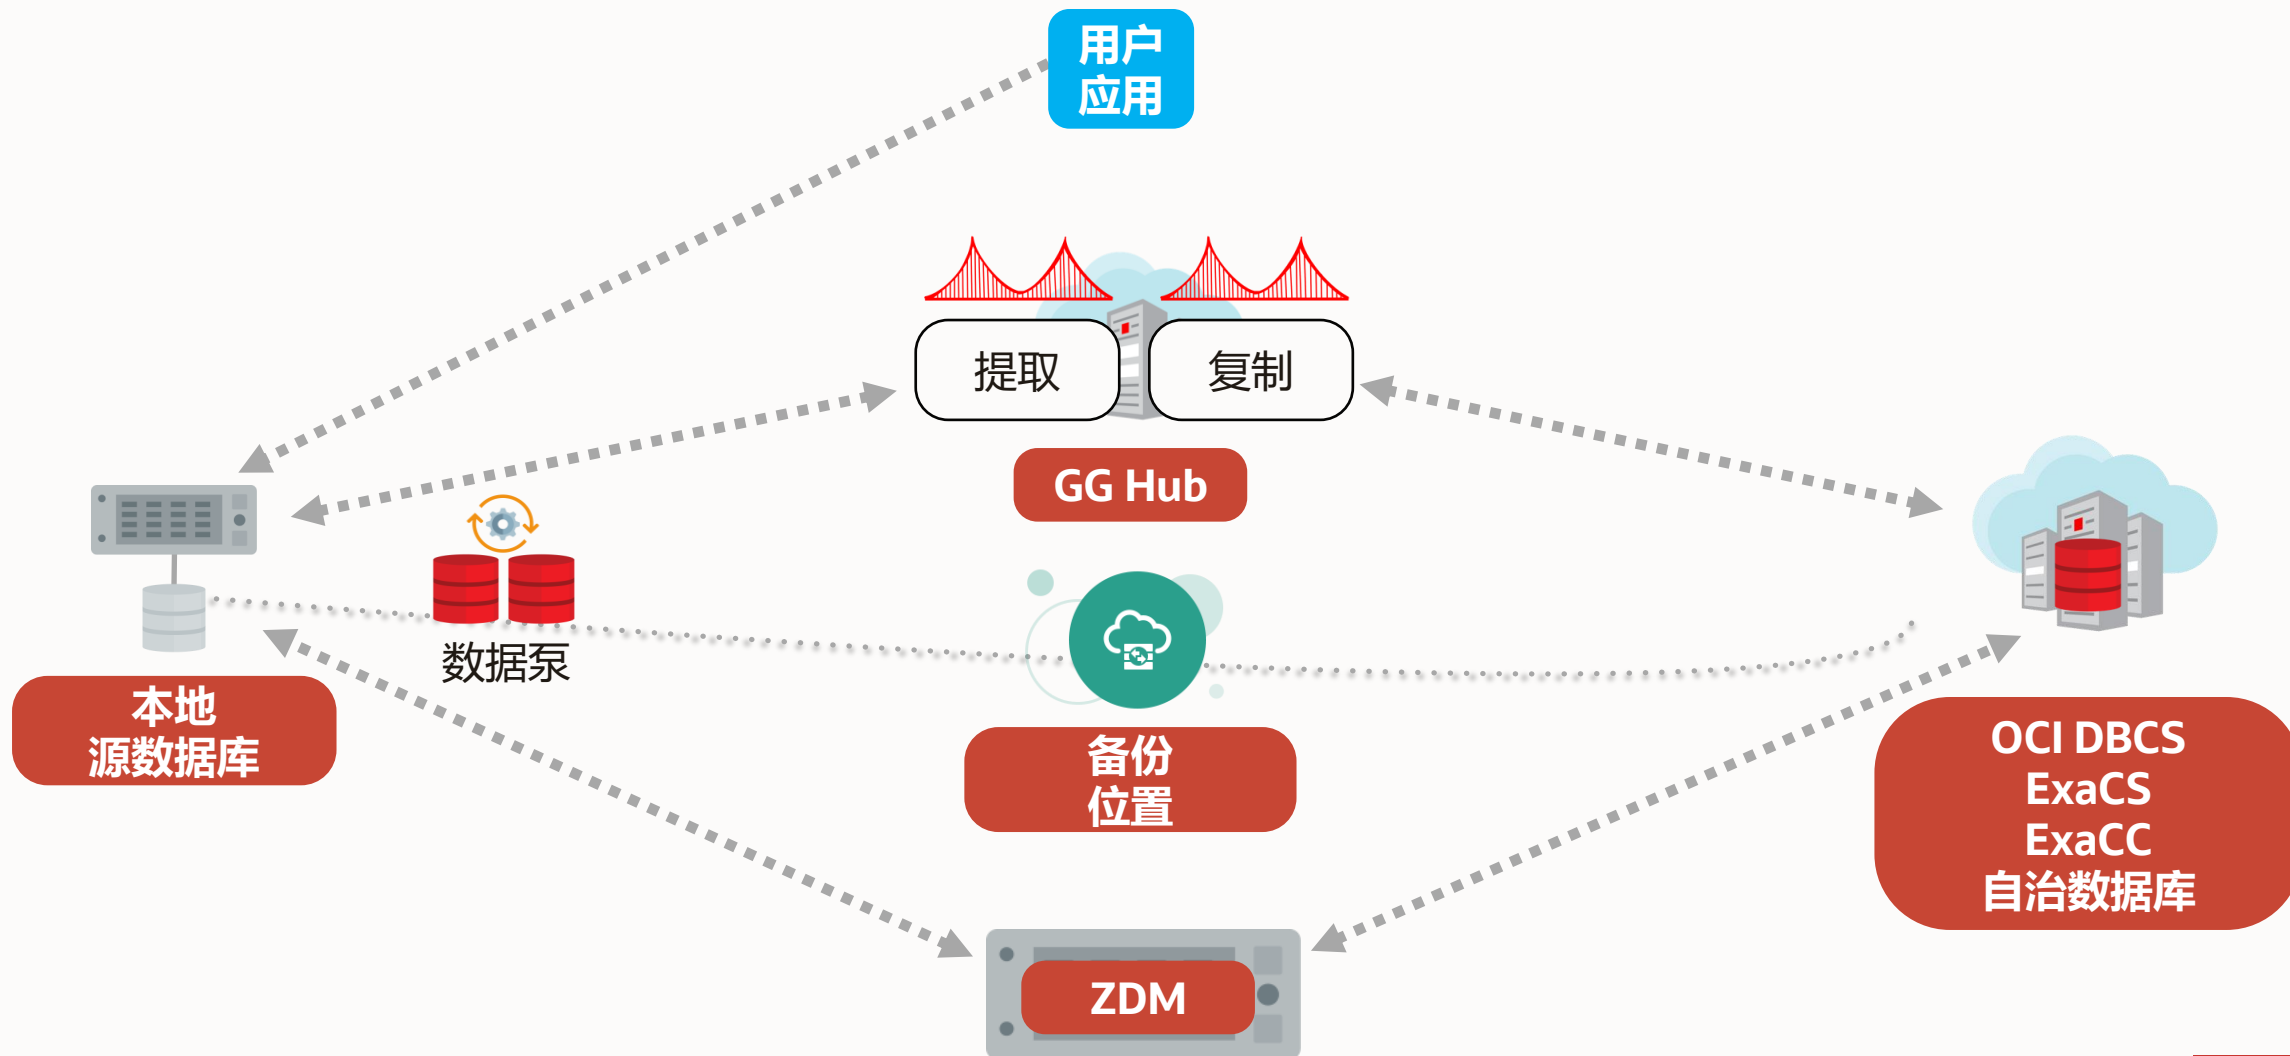 用户
应用
提取
复制
GG Hub
数据泵
本地
源数据库
备份
位置
OCI DBCS
ExaCS
ExaCC
自治数据库
ZDM